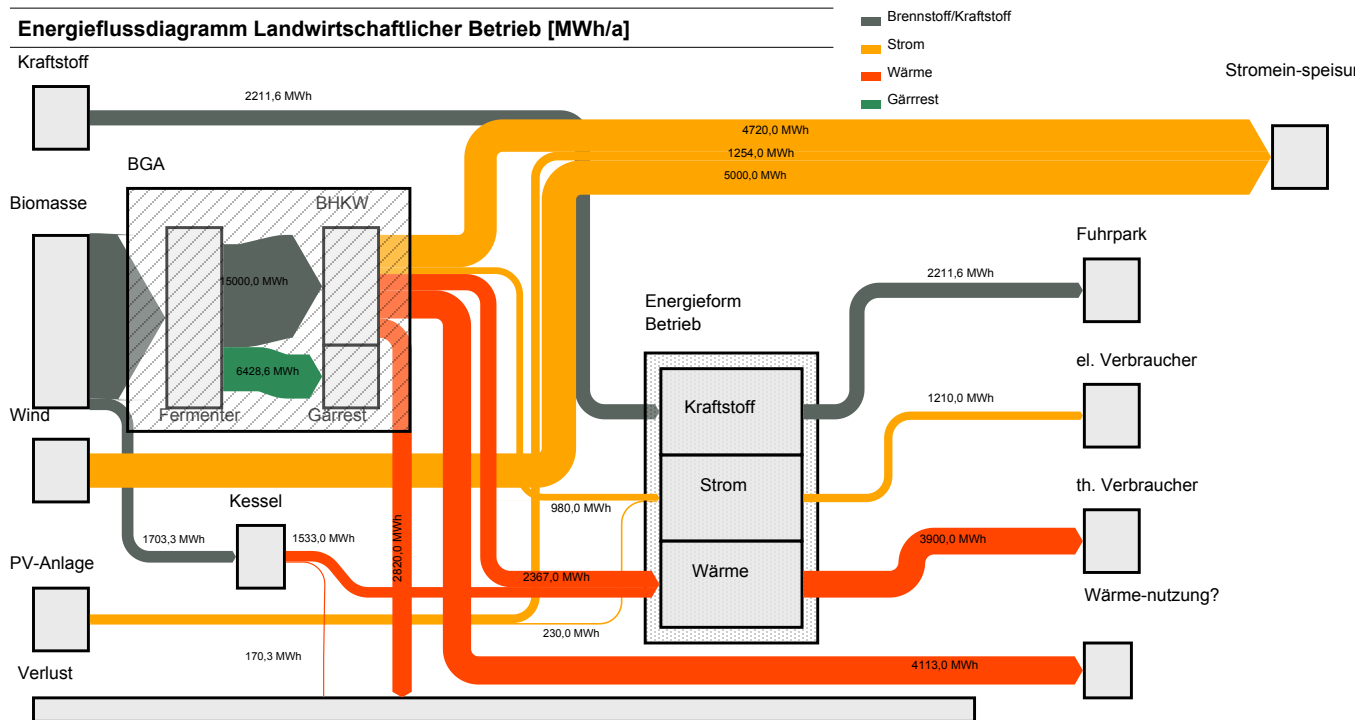 Energieflussdiagramm Landwirtschaftlicher Betrieb [MWh/a]
Brennstoff/Kraftstoff
Strom
Wärme
Gärrrest
Kraftstoff
2211,6 MWh
Stromein-speisun
4720,0 MWh
1254,0 MWh
5000,0 MWh
BGA
Biomasse
BHKW
Fuhrpark
2211,6 MWh
15000,0 MWh
Energieform
Betrieb
el. Verbraucher
6428,6 MWh
1210,0 MWh
Wind
Fermenter
Gärrest
Kraftstoff
Kessel
Strom
th. Verbraucher
980,0 MWh
1703,3 MWh
1533,0 MWh
2820,0 MWh
3900,0 MWh
PV-Anlage
2367,0 MWh
Wärme
Wärme-nutzung?
230,0 MWh
170,3 MWh
4113,0 MWh
Verlust